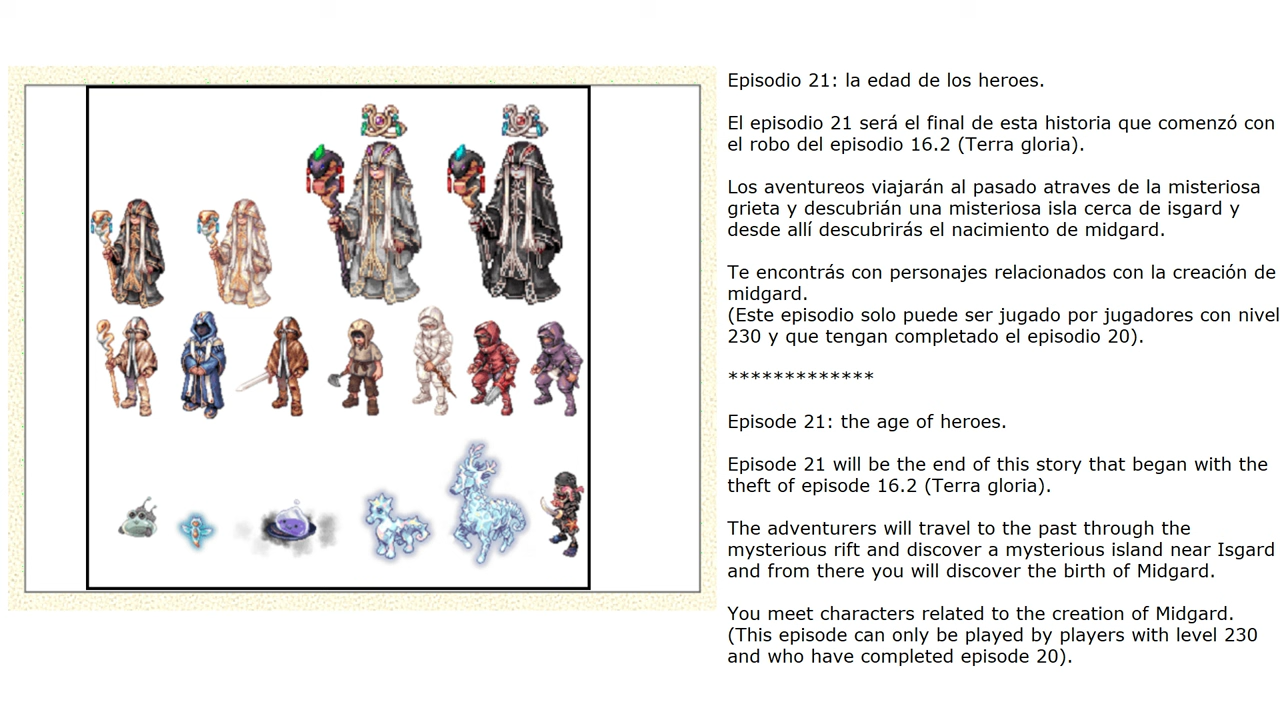 Episodio 21: la edad de los heroes.
El episodio 21 será el final de esta historia que comenzó con
el robo del episodio 16.2 (Terra gloria).
Los aventureos viajarán al pasado atraves de la misteriosa
grieta y descubrián una misteriosa isla cerca de isgard y
desde allí descubrirás el nacimiento de midgard.
Te encontrás con personajes relacionados con la creación de
midgard.
(Este episodio solo puede ser jugado por jugadores con nivel
230 y que tengan completado el episodio 20).
*************
Episode 21: the age of heroes.
Episode 21 will be the end of this story that began with the
theft of episode 16.2 (Terra gloria).
The adventurers will travel to the past through the
mysterious rift and discover a mysterious island near Isgard
and from there you will discover the birth of Midgard.
You meet characters related to the creation of Midgard.
(This episode can only be played by players with level 230
and who have completed episode 20).